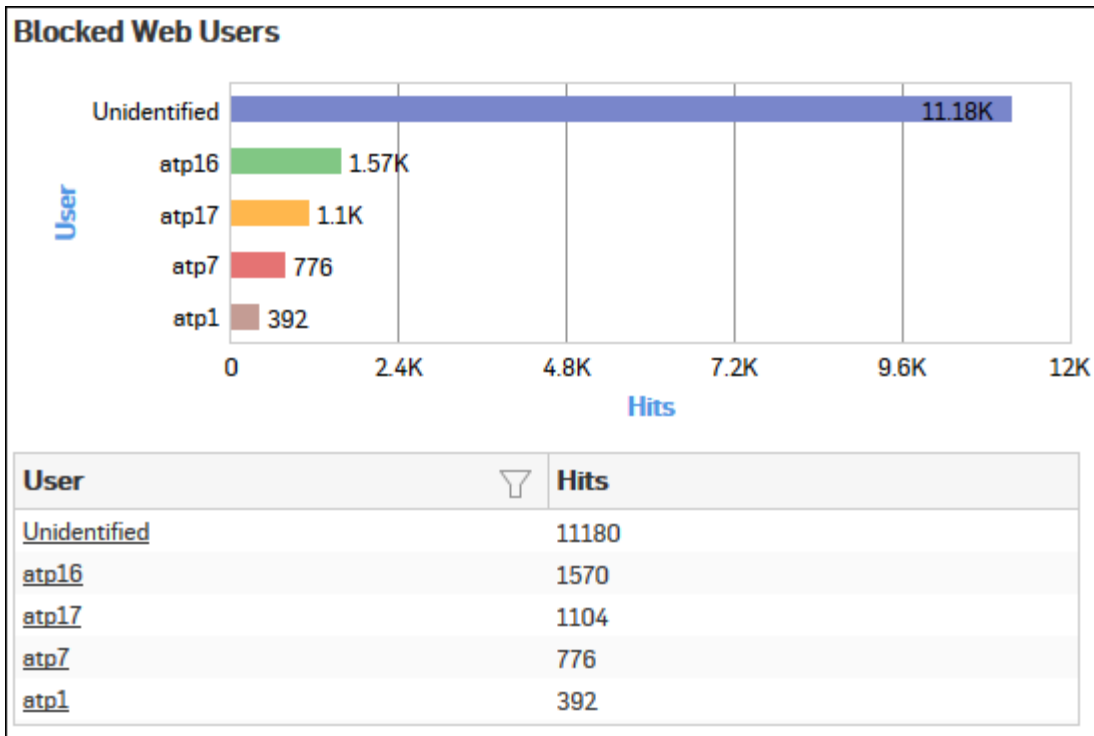 Blocked Web Users
Unidentified 11.18K
atp16 1.57K
atp17 1.1K
User
atp7 776
atp1 392
0 2.4K 4.8K 7.2K 9.6K 12K
Hits
User Hits
Unidentified 11180
atp16 1570
atp17 1104
atp7 776
atp1 392